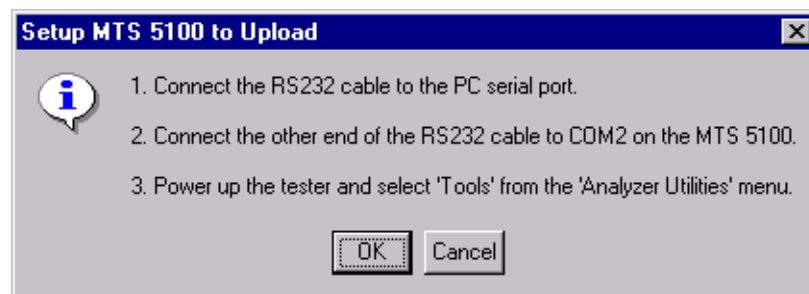 Setup MTS 5100 to Upload
1. Connect the RS232 cable to the PC serial port.
2. Connect the other end of the RS232 cable to COM2 on the MTS 5100.
3. Power up the tester and select 'Tools' from the 'Analyzer Utilities' menu.
OK Cancel